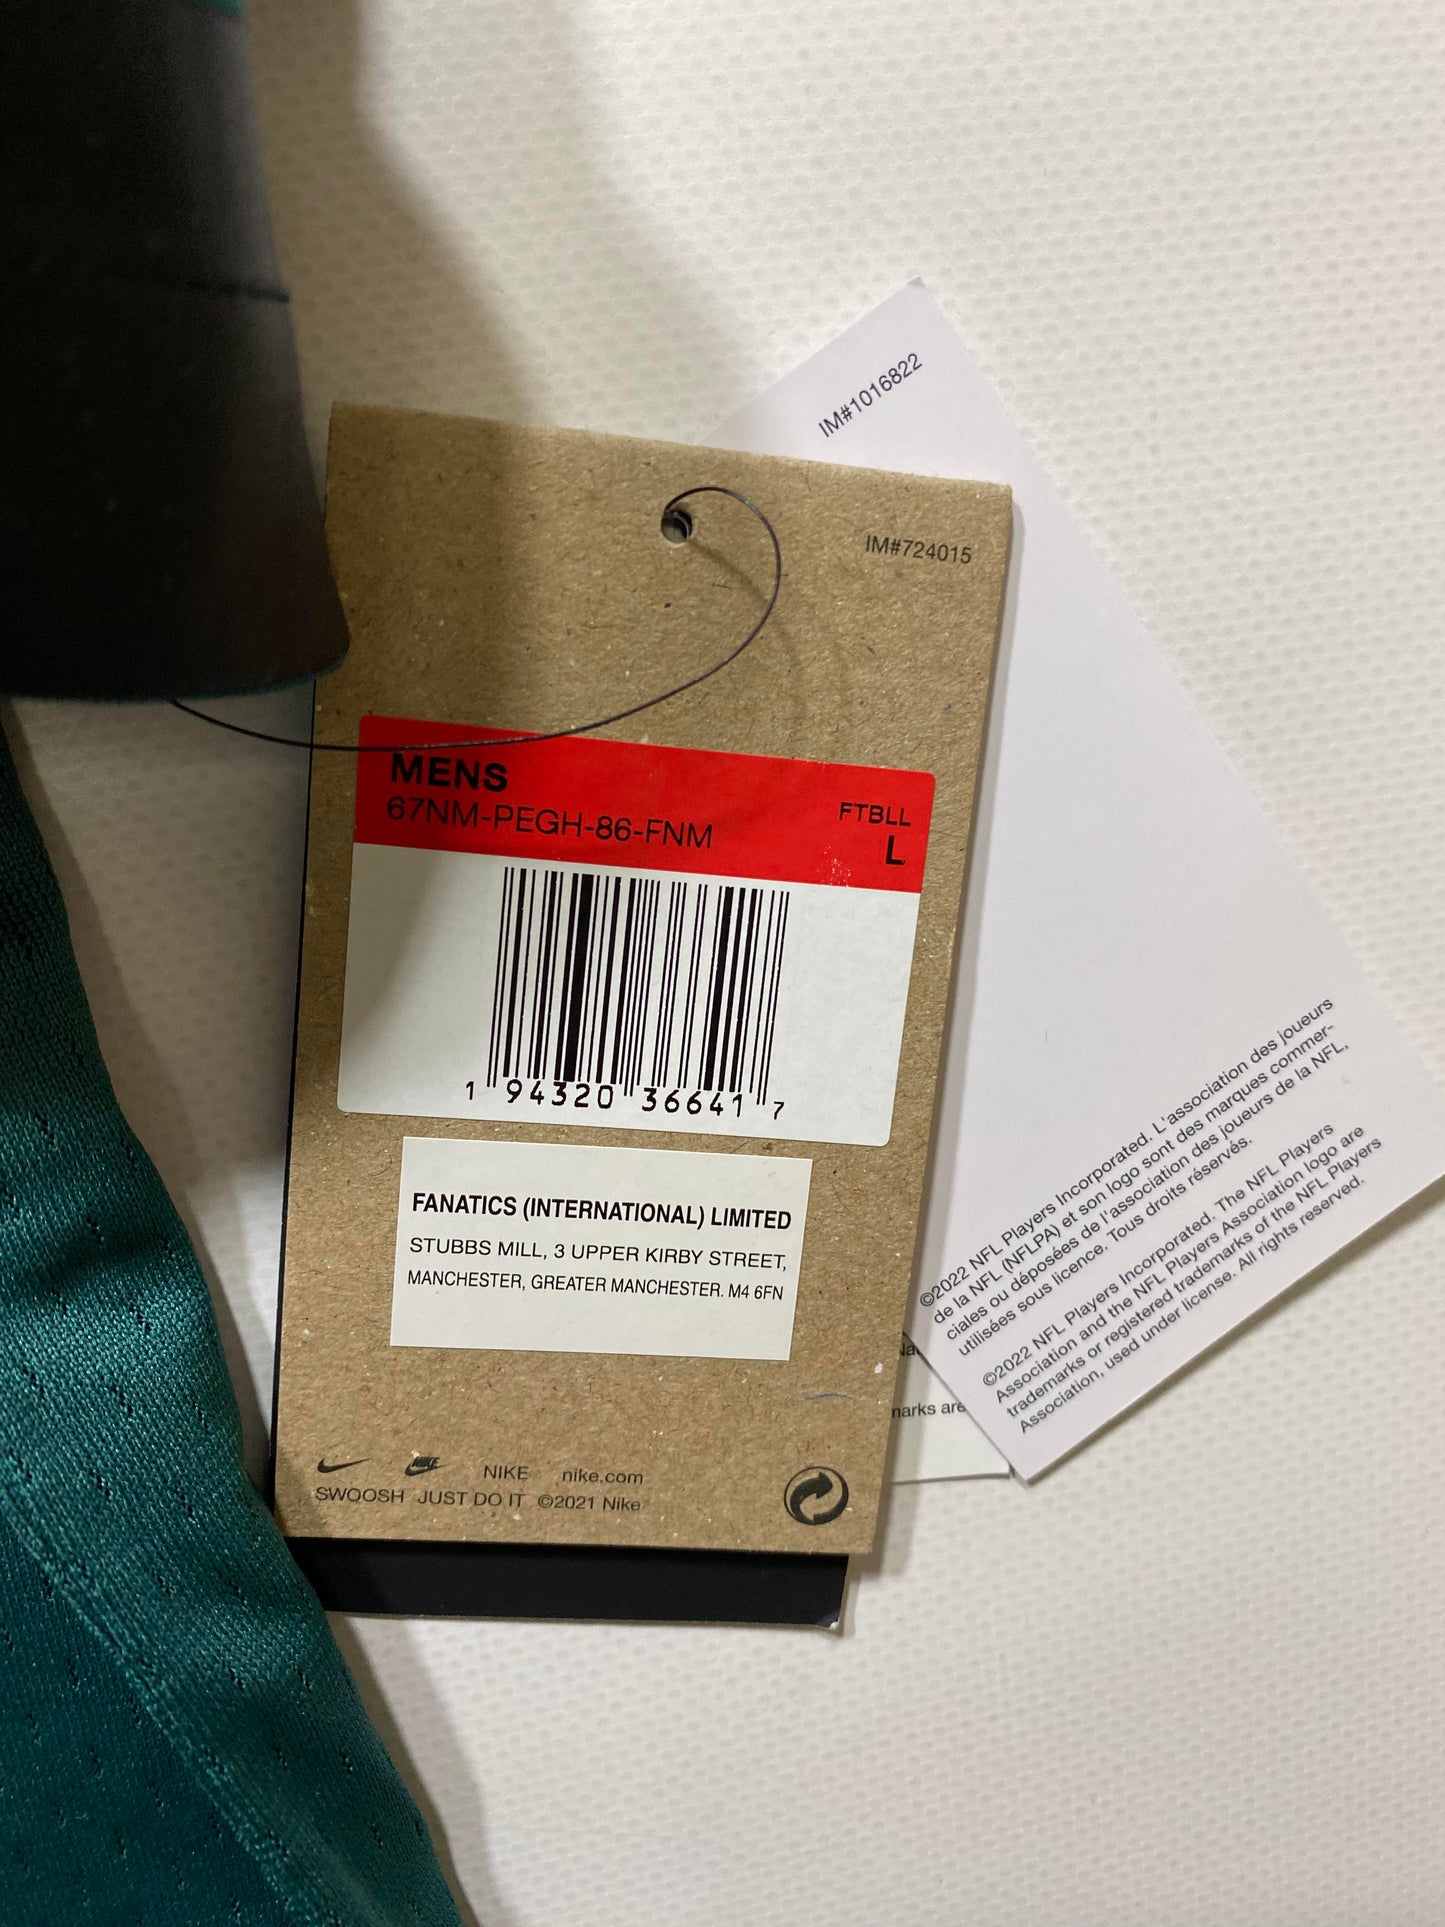 IM#1016822
IM#724015
MENS
67NM-PEGH-86-FNM
FTBLL
L
1 94320 36641 7
FANATICS (INTERNATIONAL) LIMITED
STUBBS MILL, 3 UPPER KIRBY STREET,
MANCHESTER, GREATER MANCHESTER. M4 6FN
NIKE nike.com
SWOOSH JUST DO IT ©2021 Nike
©2022 NFL Players Incorporated. L'association des joueurs
de la NFL (NFLPA) et son logo sont des marques commer-
ciales ou déposées de l'association des joueurs de la NFL,
utilisées sous licence. Tous droits réservés.
©2022 NFL Players Incorporated. The NFL Players
Association and the NFL Players Association logo are
trademarks or registered trademarks of the NFL Players
Association, used under license. All rights reserved.
marks are